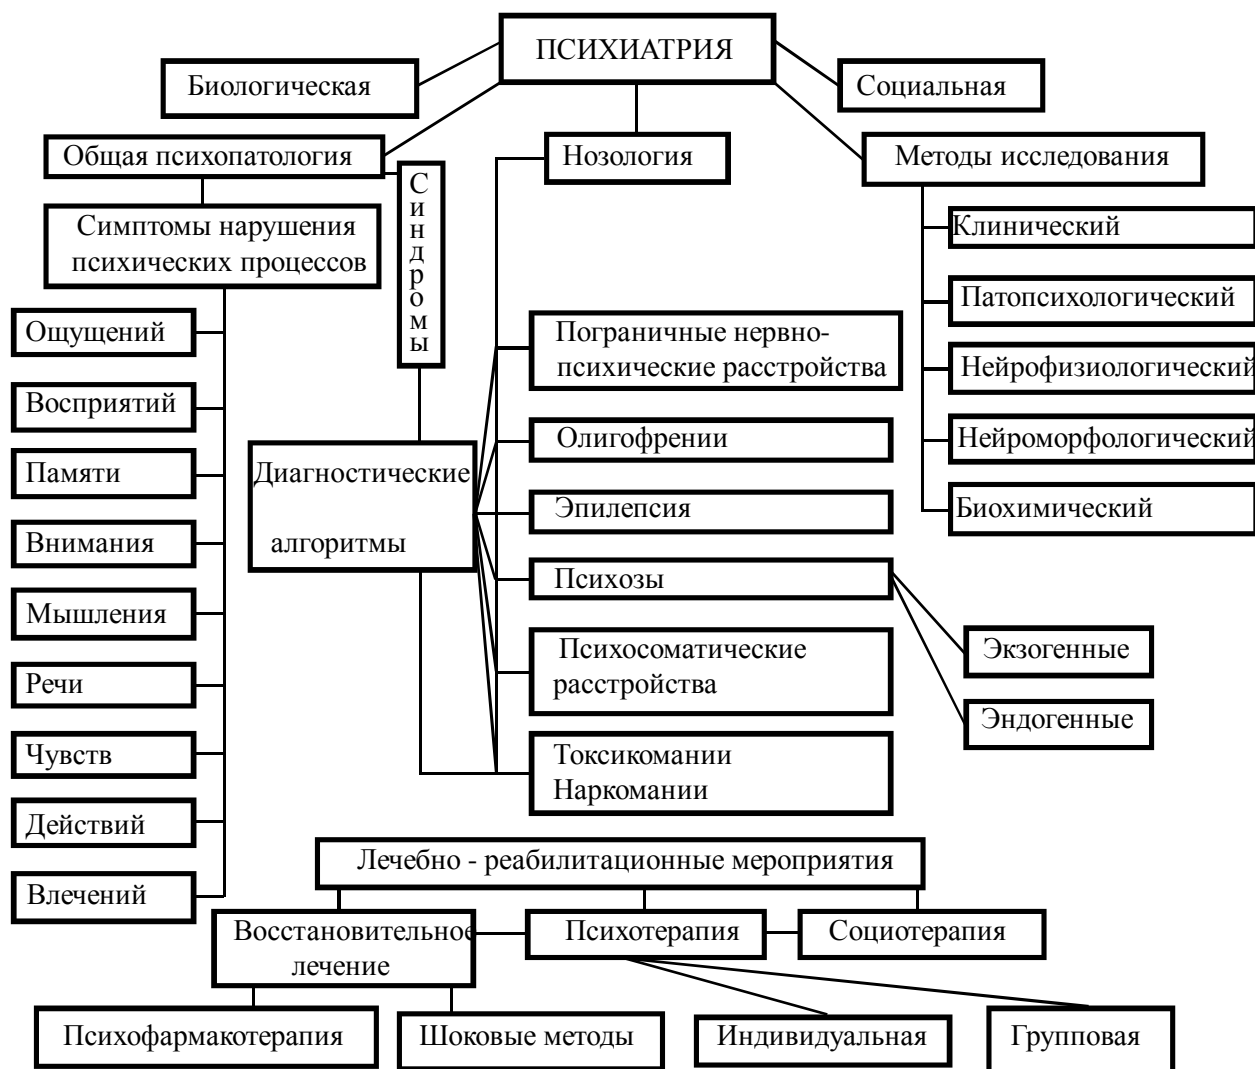 ПСИХИАТРИЯ
Биологическая
Социальная
Общая психопатология
Нозология
Методы исследования
Синдромы
Симптомы нарушения
психических процессов
Ощущений
Восприятий
Памяти
Внимания
Мышления
Речи
Чувств
Действий
Влечений
Диагностические
алгоритмы
Пограничные нервно-
психические расстройства
Олигофрении
Эпилепсия
Психозы
Психосоматические
расстройства
Токсикомании
Наркомании
Клинический
Патопсихологический
Нейрофизиологический
Нейроморфологический
Биохимический
Экзогенные
Эндогенные
Лечебно - реабилитационные мероприятия
Восстановительное
лечение
Психотерапия
Социотерапия
Психофармакотерапия
Шоковые методы
Индивидуальная
Групповая